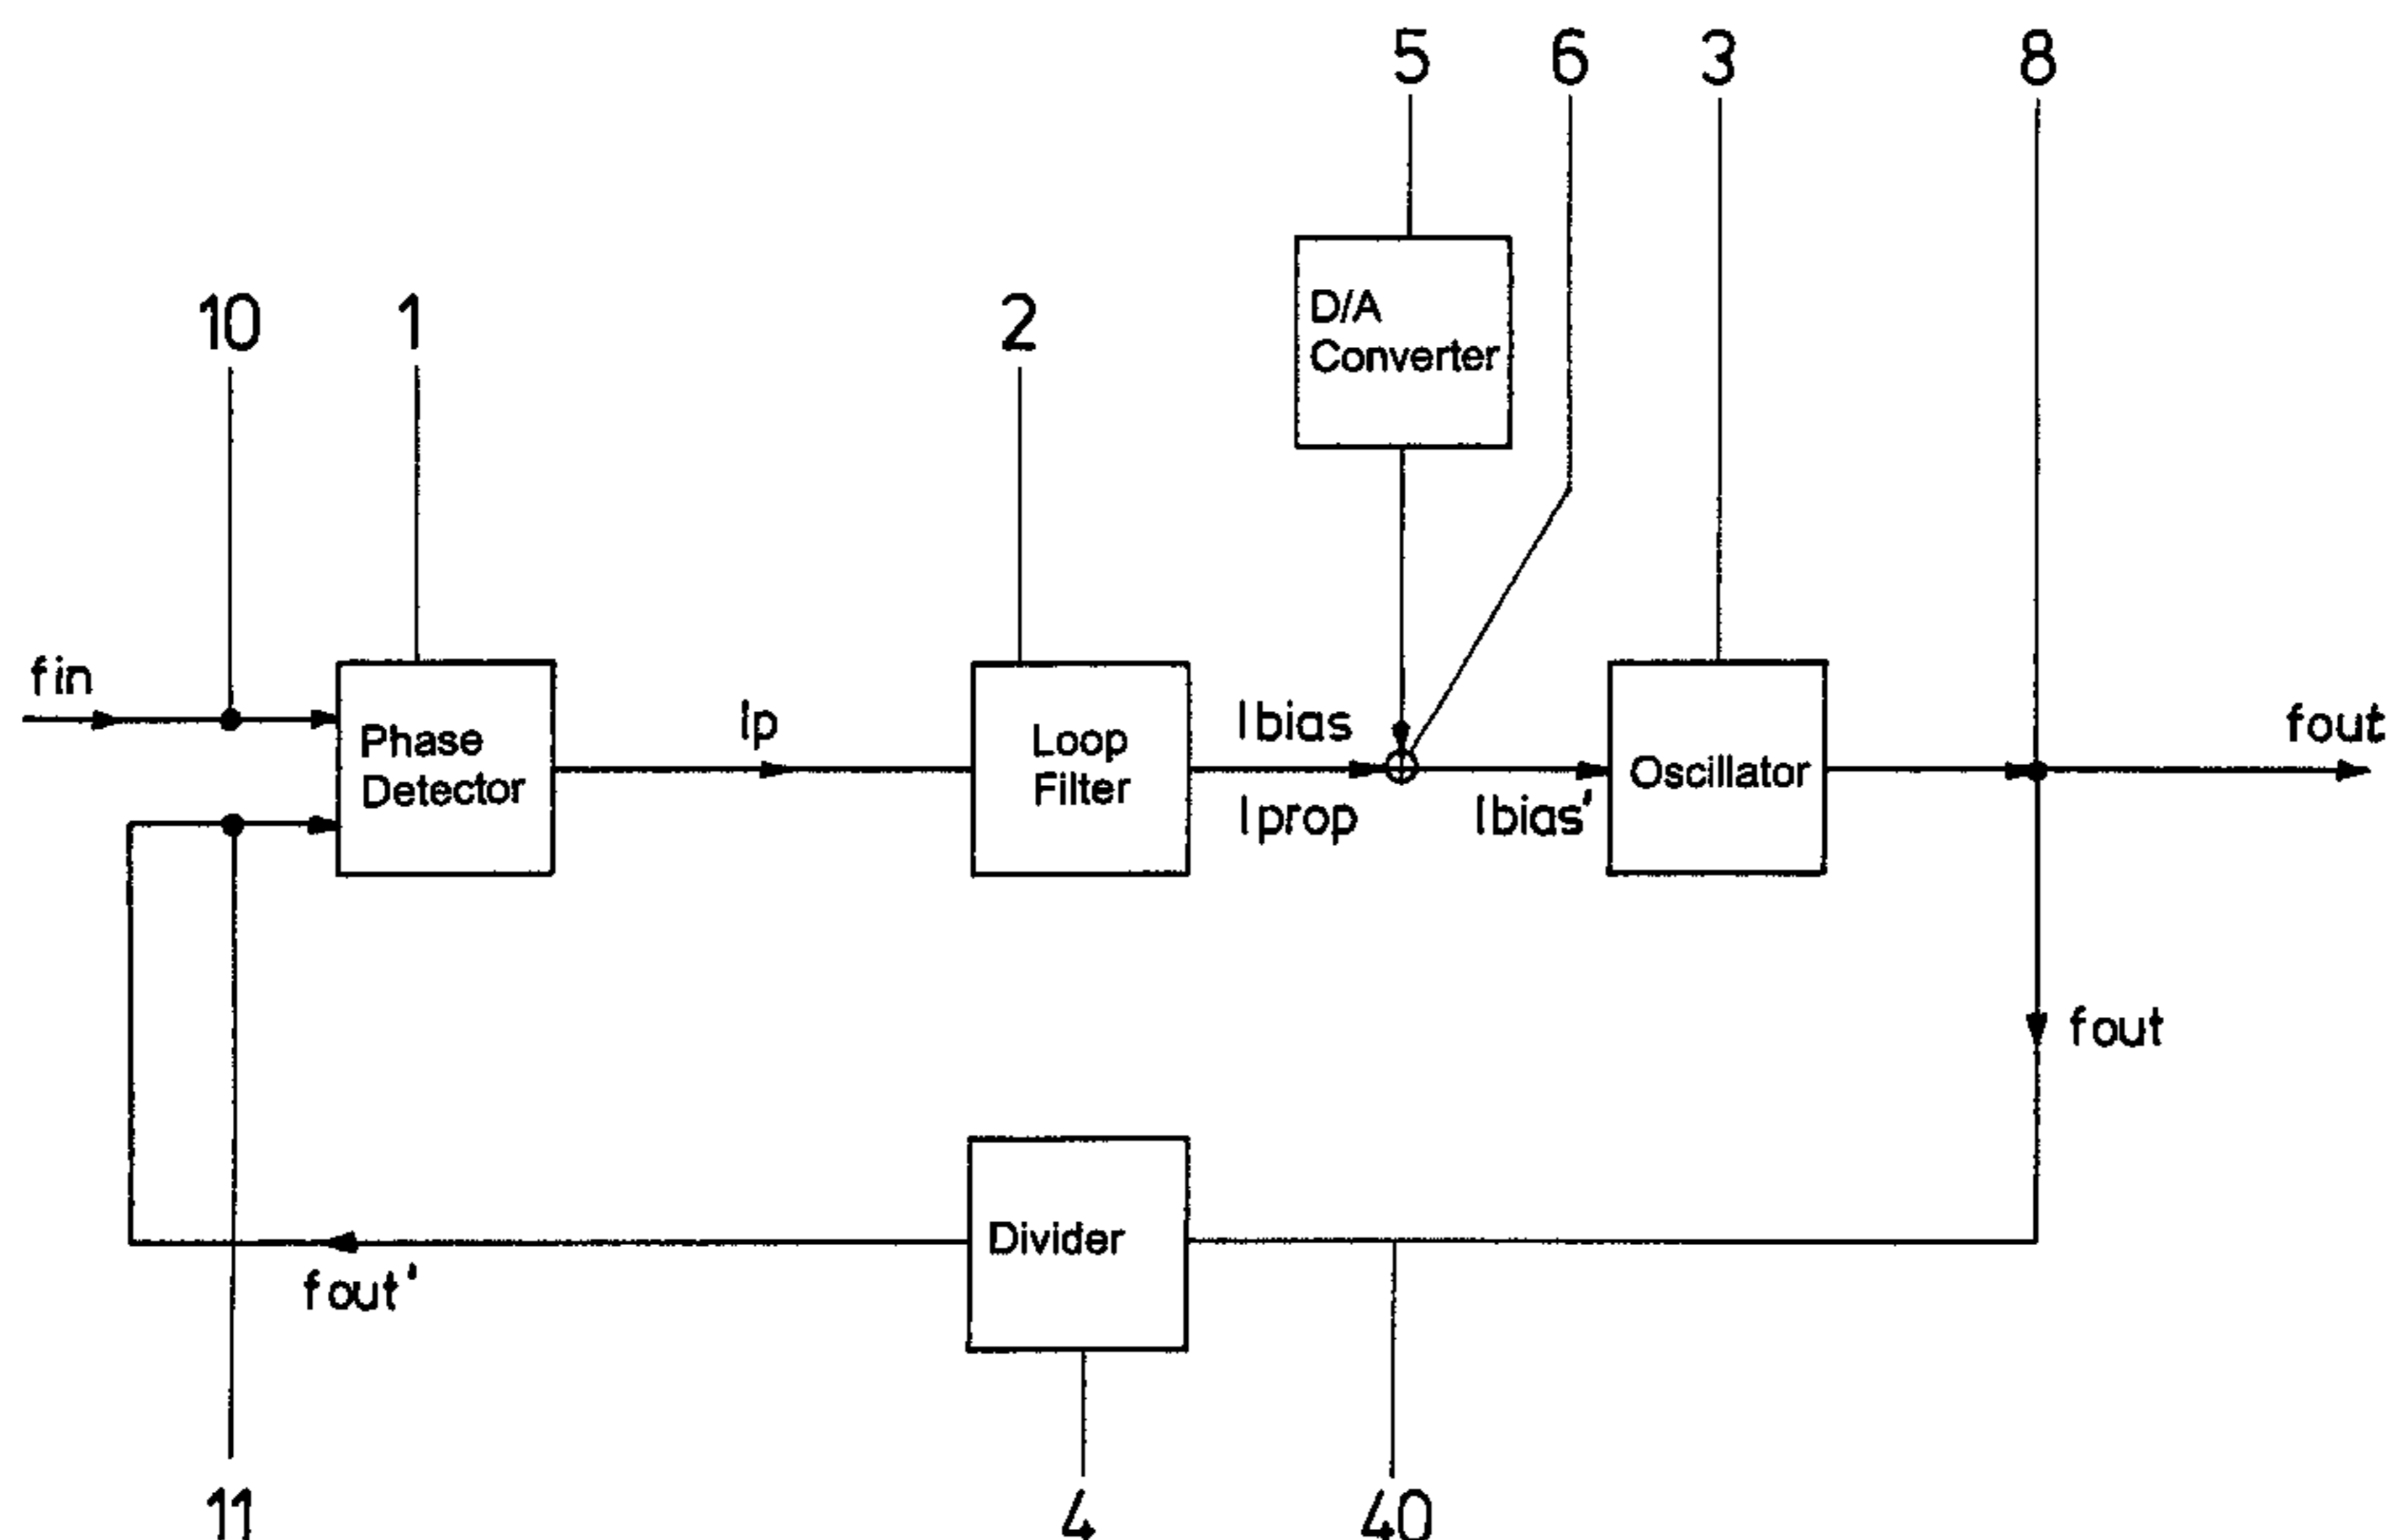 5 6 3 8
D/A
Converter
10 1 2
fin
Phase
Detector
Ip
Loop
Filter
Ibias
Iprop
Ibias'
Oscillator
fout
fout
Divider
fout'
11 4 40